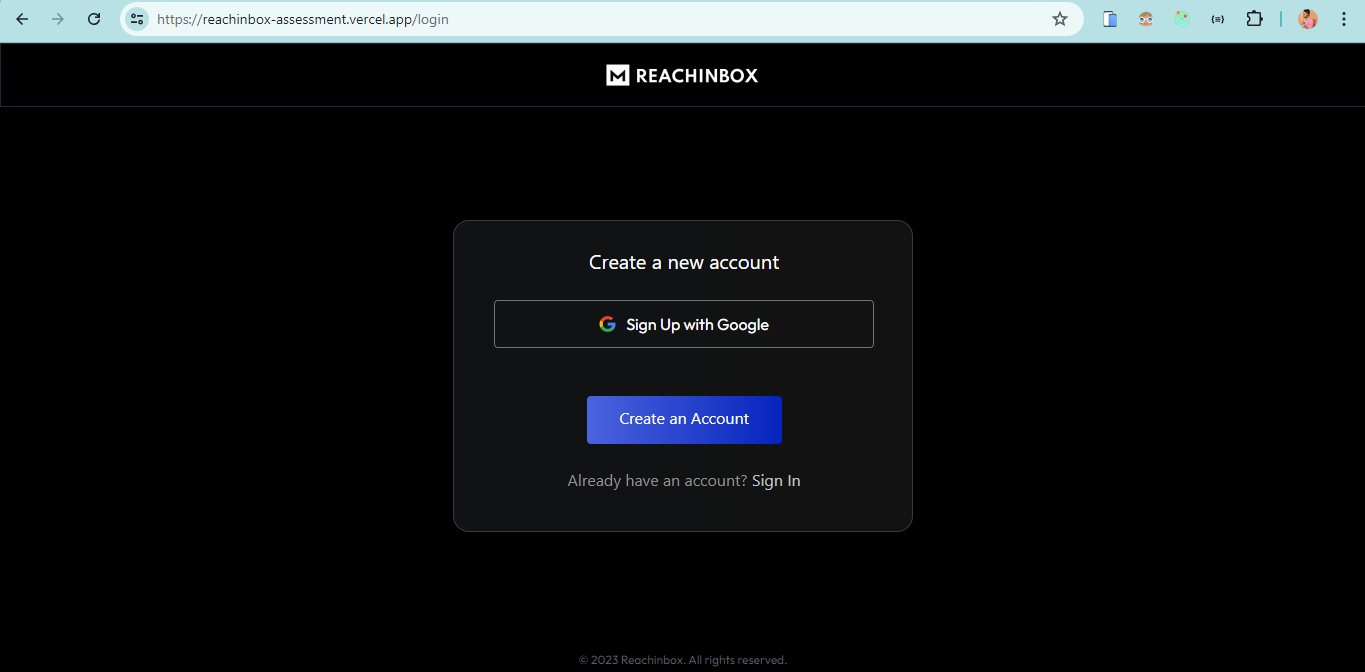 https://reachinbox-assessment.vercel.app/login
REACHINBOX
Create a new account
Sign Up with Google
Create an Account
Already have an account? Sign In
© 2023 Reachinbox. All rights reserved.